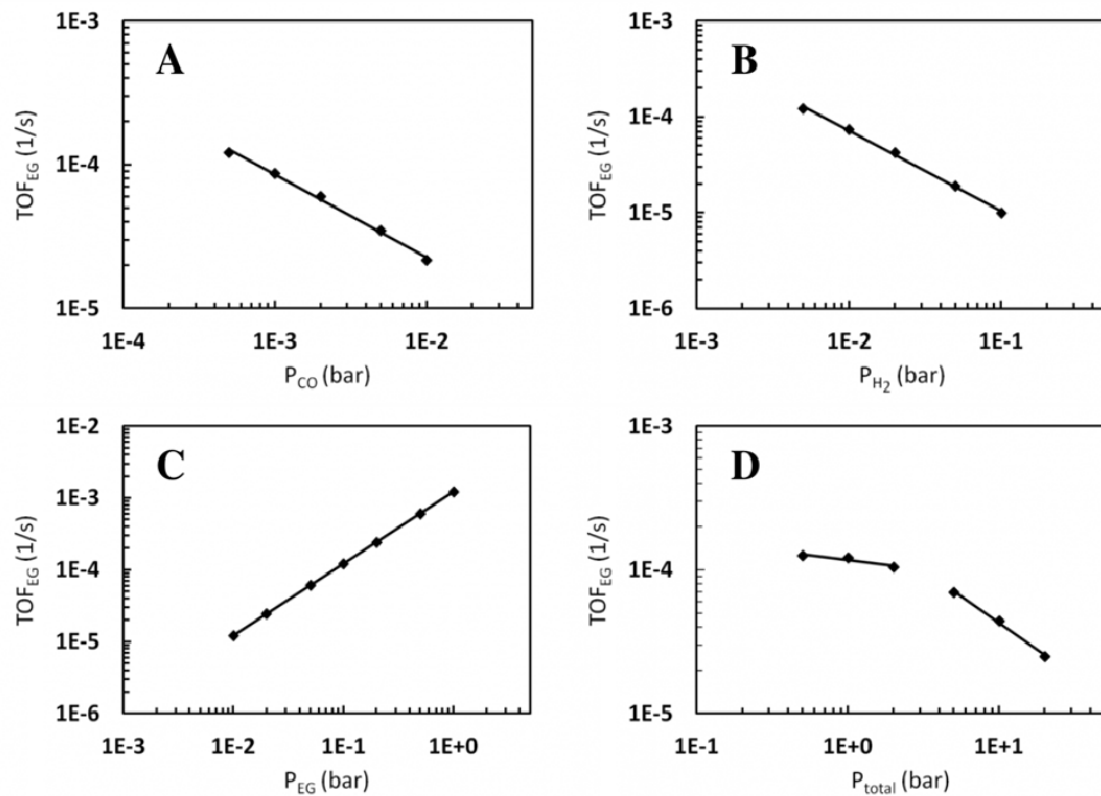 A
TOF_EG (1/s)
1E-3
1E-4
1E-5
1E-4
1E-3
1E-2
P_CO (bar)
B
TOF_EG (1/s)
1E-3
1E-4
1E-5
1E-6
1E-3
1E-2
1E-1
P_H2 (bar)
C
TOF_EG (1/s)
1E-2
1E-3
1E-4
1E-5
1E-6
1E-3
1E-2
1E-1
1E+0
P_EG (bar)
D
TOF_EG (1/s)
1E-3
1E-4
1E-5
1E-1
1E+0
1E+1
P_total (bar)